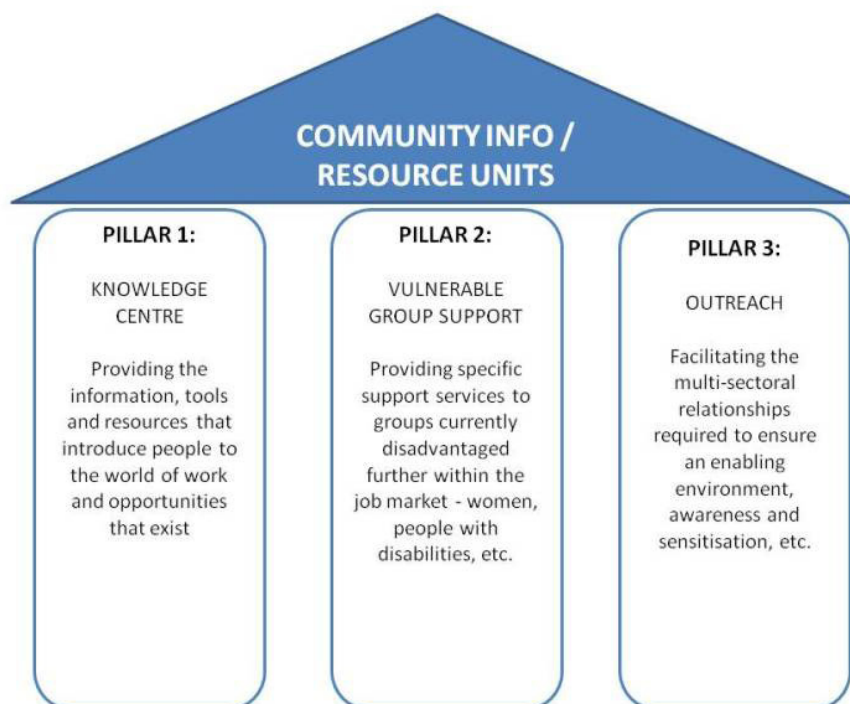 COMMUNITY INFO /
RESOURCE UNITS
PILLAR 1:
KNOWLEDGE
CENTRE
Providing the
information, tools
and resources that
introduce people to
the world of work
and opportunities
that exist
PILLAR 2:
VULNERABLE
GROUP SUPPORT
Providing specific
support services to
groups currently
disadvantaged
further within the
job market - women,
people with
disabilities, etc.
PILLAR 3:
OUTREACH
Facilitating the
multi-sectoral
relationships
required to ensure
an enabling
environment,
awareness and
sensitisation, etc.